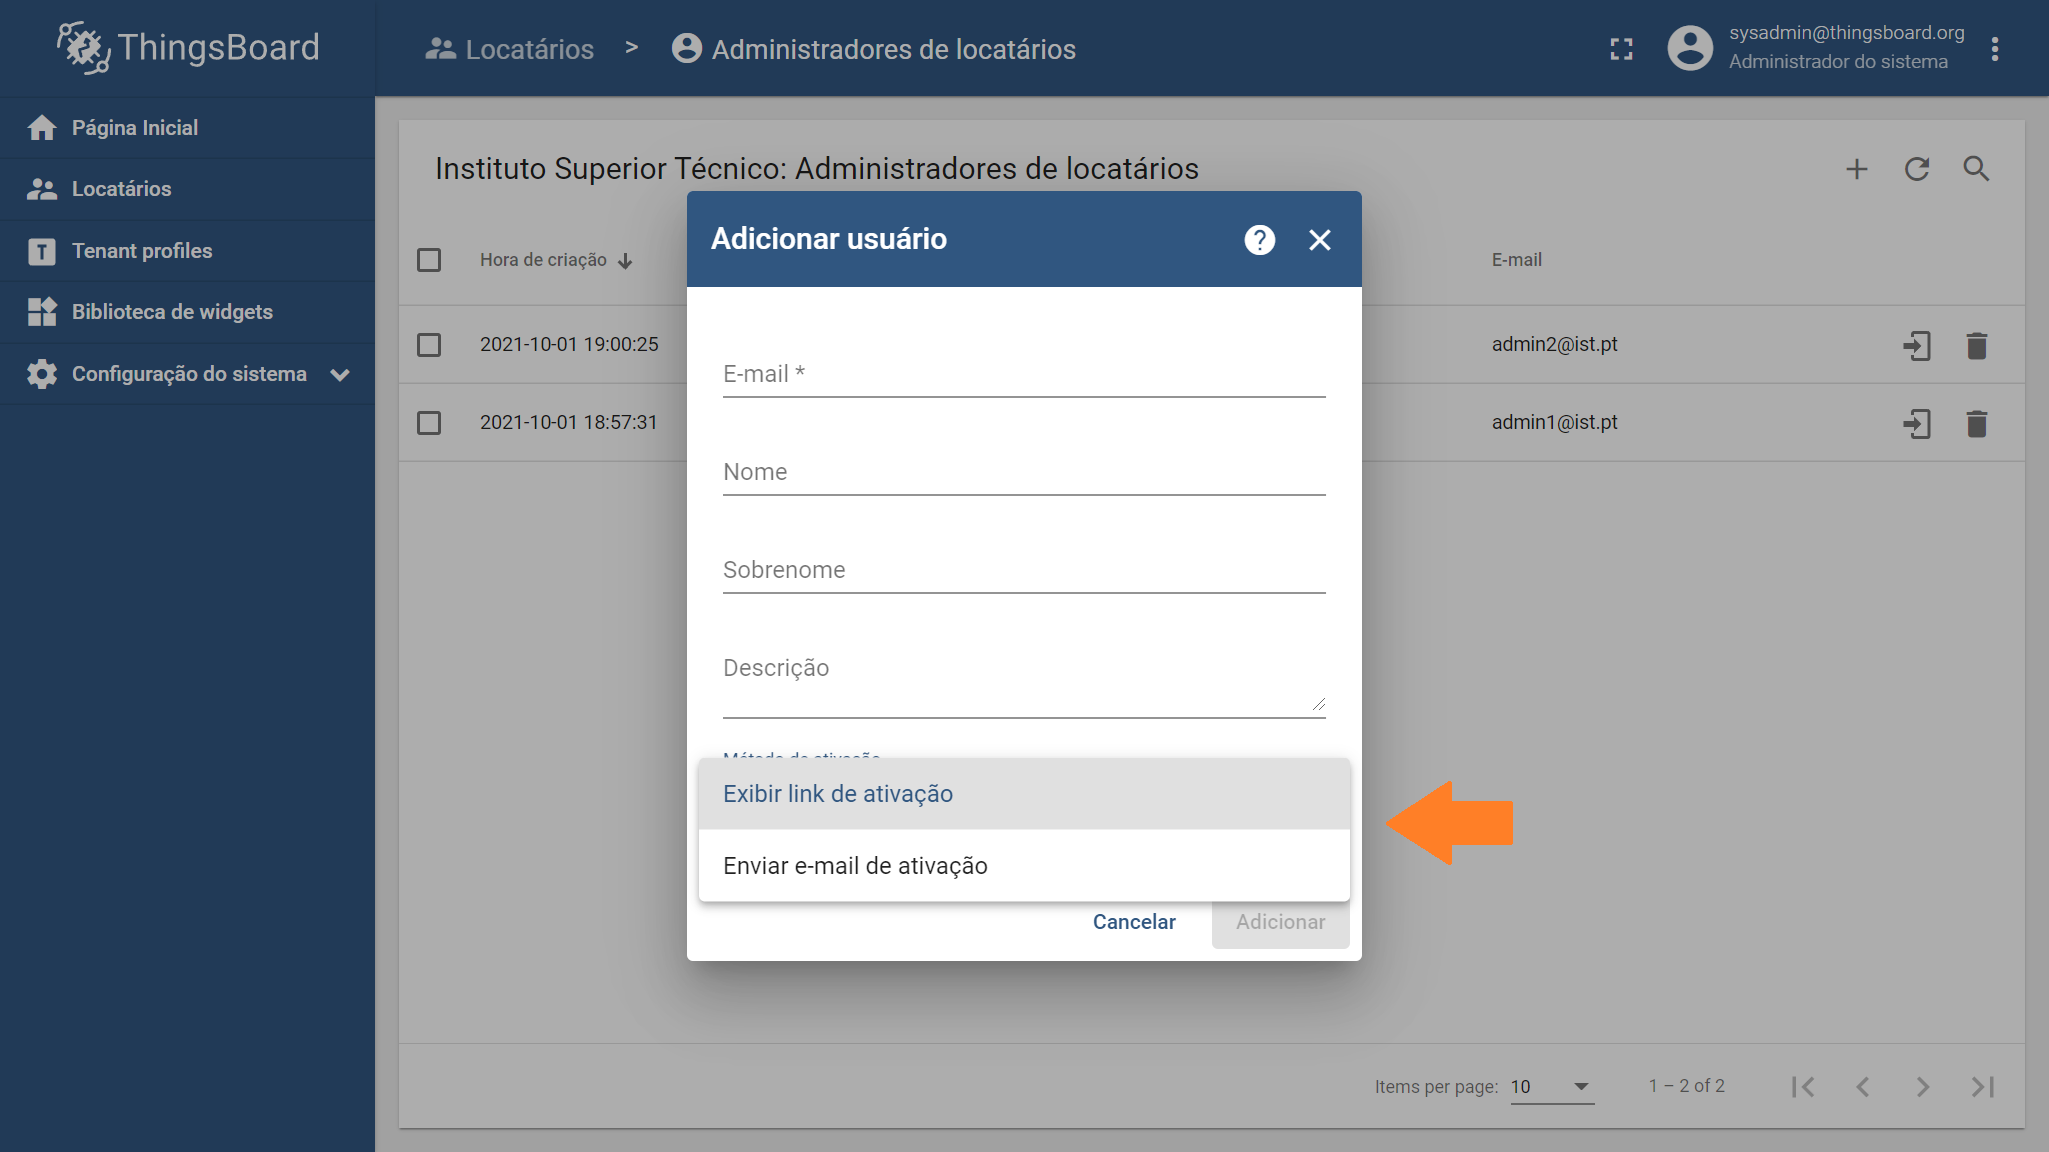 ThingsBoard
Locatários > Administradores de locatários
sysadmin@thingsboard.org
Administrador do sistema
Página Inicial
Locatários
Tenant profiles
Biblioteca de widgets
Configuração do sistema
Instituto Superior Técnico: Administradores de locatários
Hora de criação
E-mail
2021-10-01 19:00:25
admin2@ist.pt
2021-10-01 18:57:31
admin1@ist.pt
Adicionar usuário
E-mail *
Nome
Sobrenome
Descrição
Método de ativação
Exibir link de ativação
Enviar e-mail de ativação
Cancelar
Adicionar
Items per page: 10
1 – 2 of 2